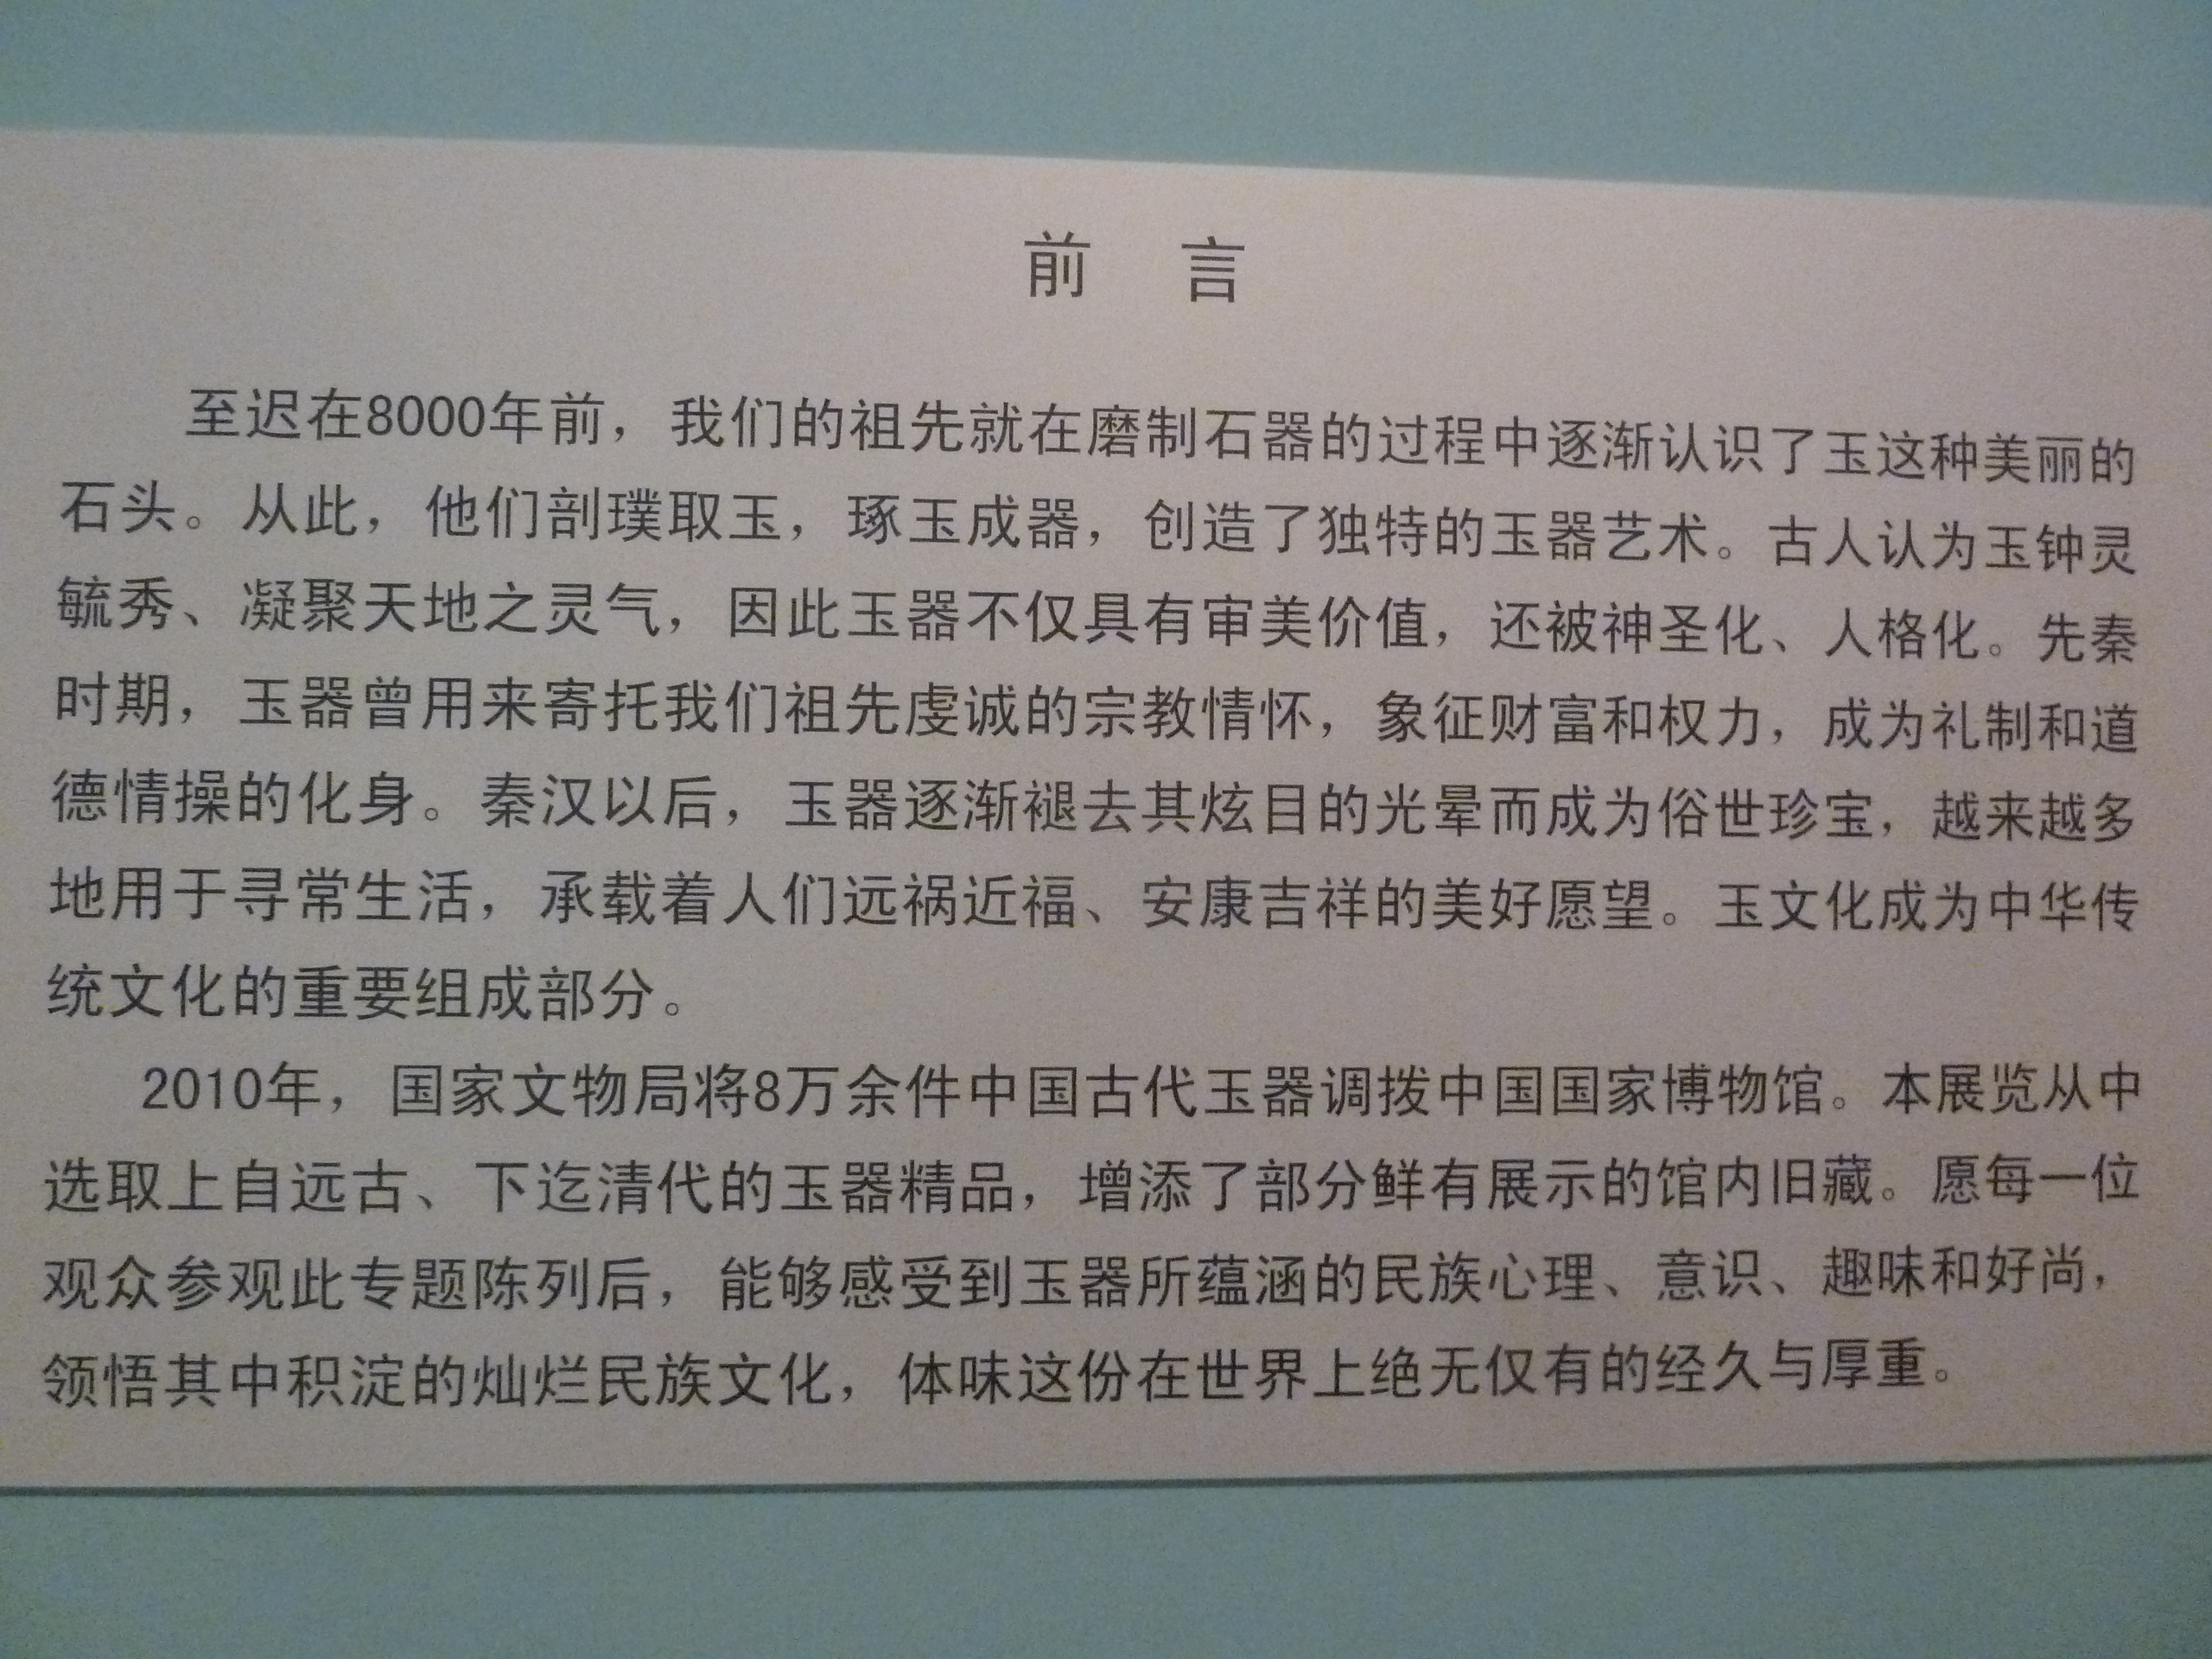 前 言
至迟在8000年前，我们的祖先就在磨制石器的过程中逐渐认识了玉这种美丽的
石头。从此，他们剖璞取玉，琢玉成器，创造了独特的玉器艺术。古人认为玉钟灵
毓秀、凝聚天地之灵气，因此玉器不仅具有审美价值，还被神圣化、人格化。先秦
时期，玉器曾用来寄托我们祖先虔诚的宗教情怀，象征财富和权力，成为礼制和道
德情操的化身。秦汉以后，玉器逐渐褪去其炫目的光晕而成为俗世珍宝，越来越多
地用于寻常生活，承载着人们远祸近福、安康吉祥的美好愿望。玉文化成为中华传
统文化的重要组成部分。
2010年，国家文物局将8万余件中国古代玉器调拨中国国家博物馆。本展览从中
选取上自远古、下迄清代的玉器精品，增添了部分鲜有展示的馆内旧藏。愿每一位
观众参观此专题陈列后，能够感受到玉器所蕴涵的民族心理、意识、趣味和好尚，
领悟其中积淀的灿烂民族文化，体味这份在世界上绝无仅有的经久与厚重。